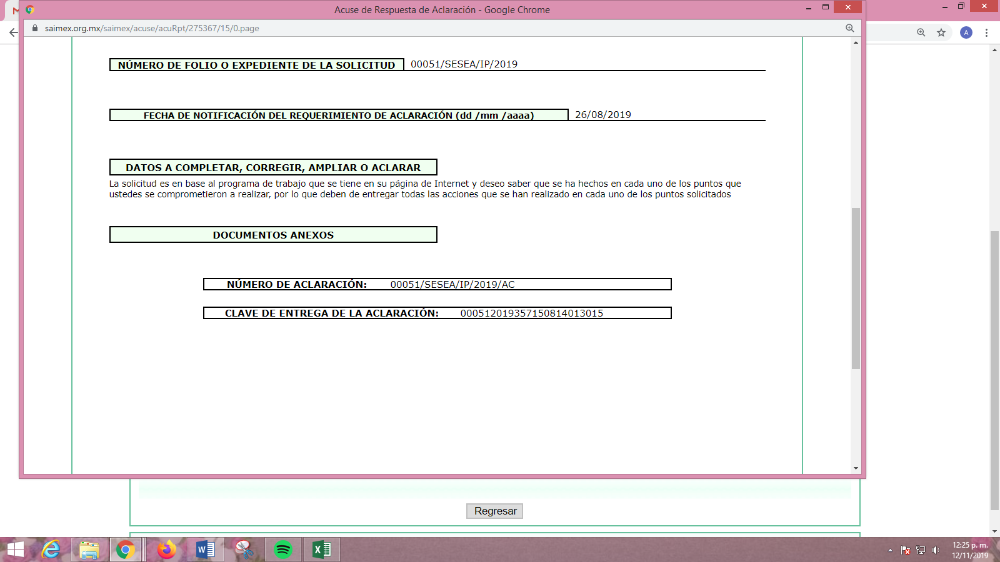 Acuse de Respuesta de Aclaración - Google Chrome
saimex.org.mx/saimex/acuse/acuRpt/275367/15/0.page
A
NÚMERO DE FOLIO O EXPEDIENTE DE LA SOLICITUD 00051/SESEA/IP/2019
FECHA DE NOTIFICACIÓN DEL REQUERIMIENTO DE ACLARACIÓN (dd /mm /aaaa) 26/08/2019
DATOS A COMPLETAR, CORREGIR, AMPLIAR O ACLARAR
La solicitud es en base al programa de trabajo que se tiene en su página de Internet y deseo saber que se ha hechos en cada uno de los puntos que
ustedes se comprometieron a realizar, por lo que deben de entregar todas las acciones que se han realizado en cada uno de los puntos solicitados
DOCUMENTOS ANEXOS
NÚMERO DE ACLARACIÓN: 00051/SESEA/IP/2019/AC
CLAVE DE ENTREGA DE LA ACLARACIÓN: 000512019357150814013015
Regresar
12:25 p. m.
12/11/2019